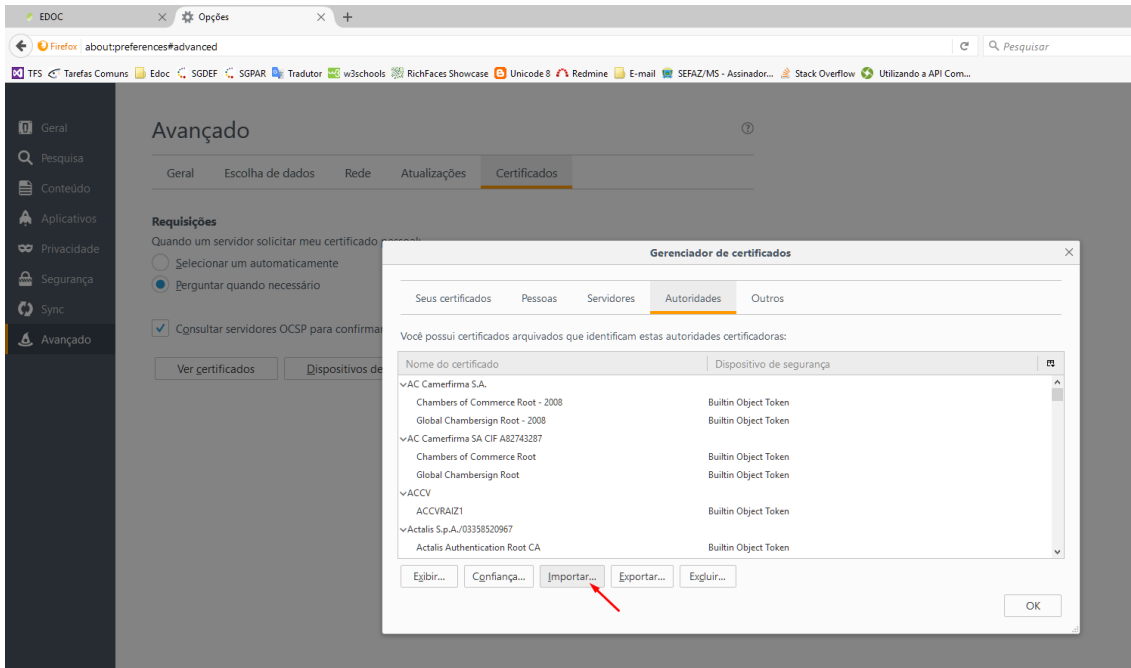 EDOC
Opções
Firefox about:preferences#advanced
Pesquisar
TFS Tarefas Comuns Edoc SGDEF SGPAR Tradutor w3schools RichFaces Showcase Unicode 8 Redmine E-mail SEFAZ/MS - Assinador... Stack Overflow Utilizando a API Com...
Geral
Pesquisa
Conteúdo
Aplicativos
Privacidade
Segurança
Sync
Avançado
Avançado
Geral Escolha de dados Rede Atualizações Certificados
Requisições
Quando um servidor solicitar meu certificado pessoal:
Selecionar um automaticamente
Perguntar quando necessário
Consultar servidores OCSP para confirmar
Ver certificados Dispositivos de
Gerenciador de certificados
Seus certificados Pessoas Servidores Autoridades Outros
Você possui certificados arquivados que identificam estas autoridades certificadoras:
Nome do certificado Dispositivo de segurança
AC Camerfirma S.A.
Chambers of Commerce Root - 2008 Builtin Object Token
Global Chambersign Root - 2008 Builtin Object Token
AC Camerfirma SA CIF A82743287
Chambers of Commerce Root Builtin Object Token
Global Chambersign Root Builtin Object Token
ACCV
ACCVRAIZ1 Builtin Object Token
Actalis S.p.A./03358520967
Actalis Authentication Root CA Builtin Object Token
Exibir... Confiança... Importar... Exportar... Excluir...
OK